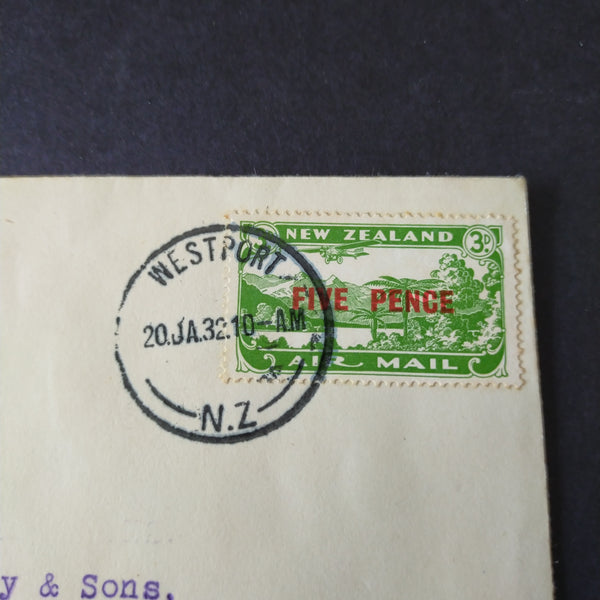 WESTPORT
20.JA.32.10-AM
N.Z
NEW ZEALAND
3D
FIVE PENCE
AIR MAIL
y & Sons.